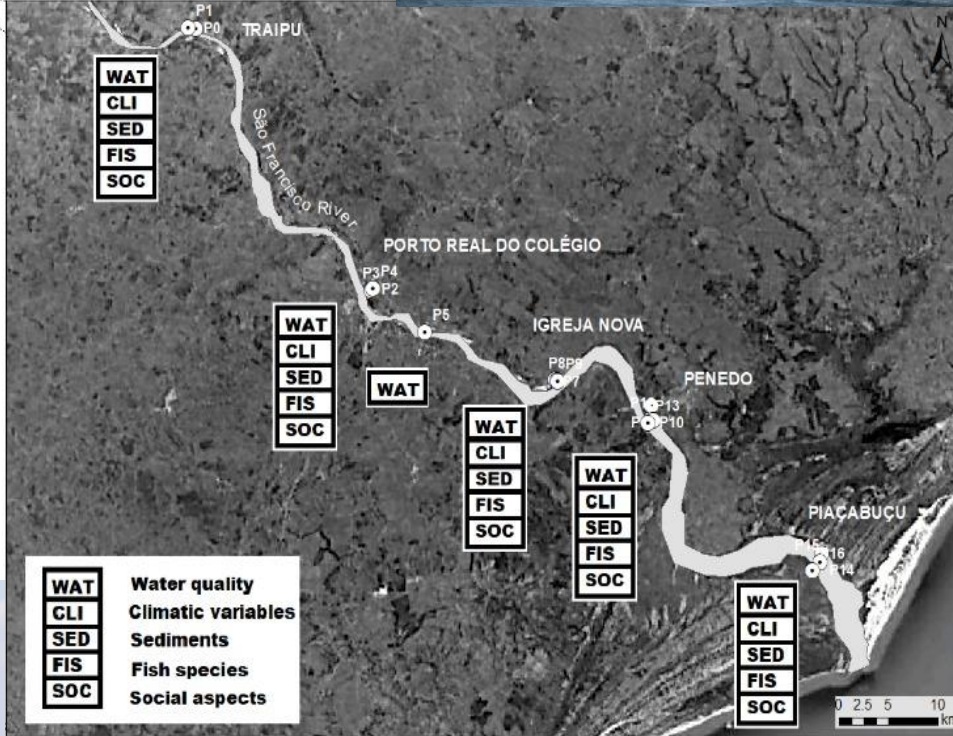 P1
P0
TRAIPU
N
WAT
CLI
SED
FIS
SOC
São Francisco River
PORTO REAL DO COLÉGIO
P3 P4
P2
P5
WAT
CLI
SED
FIS
SOC
WAT
IGREJA NOVA
P7
PENEDO
P13
P10
WAT
CLI
SED
FIS
SOC
WAT
CLI
SED
FIS
SOC
PIAÇABUÇU
P15
P14
WAT
CLI
SED
FIS
SOC
WAT Water quality
CLI Climatic variables
SED Sediments
FIS Fish species
SOC Social aspects
0 2.5 5 10
km